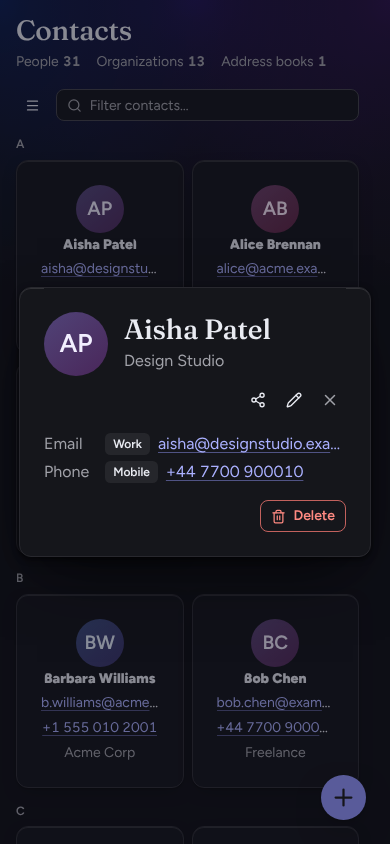 Contacts
People 31 Organizations 13 Address books 1
Filter contacts...
A
AP
AB
Aisha Patel
Alice Brennan
aisha@designstu...
alice@acme.exa...
AP
Aisha Patel
Design Studio
Email Work aisha@designstudio.exa...
Phone Mobile +44 7700 900010
Delete
B
BW
BC
Barbara Williams
Bob Chen
b.williams@acme...
bob.chen@exam...
+1 555 010 2001
+44 7700 9000...
Acme Corp
Freelance
C